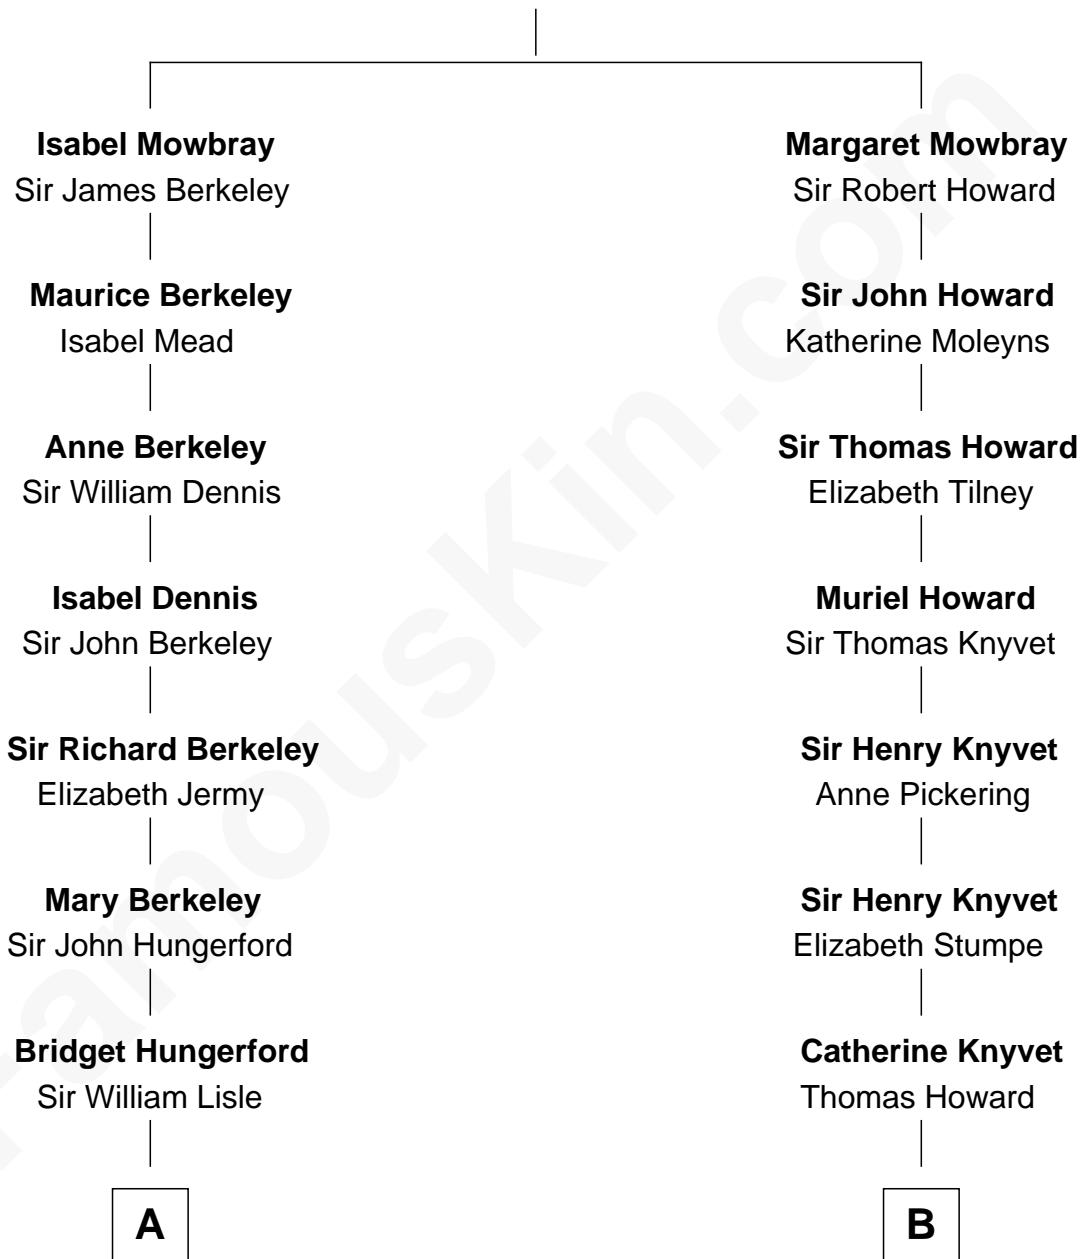 Isabel Mowbray
Sir James Berkeley
Margaret Mowbray
Sir Robert Howard
Maurice Berkeley
Isabel Mead
Sir John Howard
Katherine Moleyns
Anne Berkeley
Sir William Dennis
Sir Thomas Howard
Elizabeth Tilney
Isabel Dennis
Sir John Berkeley
Muriel Howard
Sir Thomas Knyvet
Sir Richard Berkeley
Elizabeth Jermy
Sir Henry Knyvet
Anne Pickering
Mary Berkeley
Sir John Hungerford
Sir Henry Knyvet
Elizabeth Stumpe
Bridget Hungerford
Sir William Lisle
Catherine Knyvet
Thomas Howard
A
B
FamousKin.com